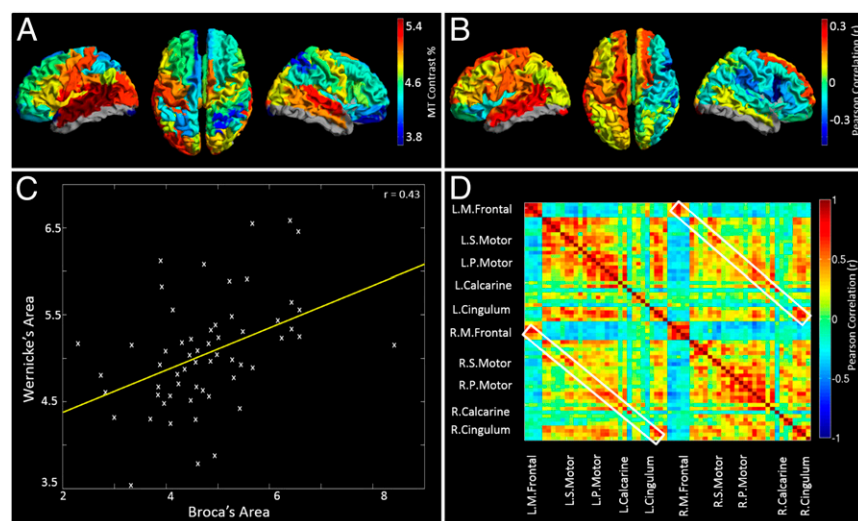 A
5.4
4.6
3.8
MT Contrast %
B
0.3
0
-0.3
Pearson Correlation (r)
C
r = 0.43
6.5
5.5
4.5
3.5
Wernicke's Area
2
4
6
8
Broca's Area
D
L.M.Frontal
L.S.Motor
L.P.Motor
L.Calcarine
L.Cingulum
R.M.Frontal
R.S.Motor
R.P.Motor
R.Calcarine
R.Cingulum
L.M.Frontal
L.S.Motor
L.P.Motor
L.Calcarine
L.Cingulum
R.M.Frontal
R.S.Motor
R.P.Motor
R.Calcarine
R.Cingulum
1
0.5
0
-0.5
-1
Pearson Correlation (r)